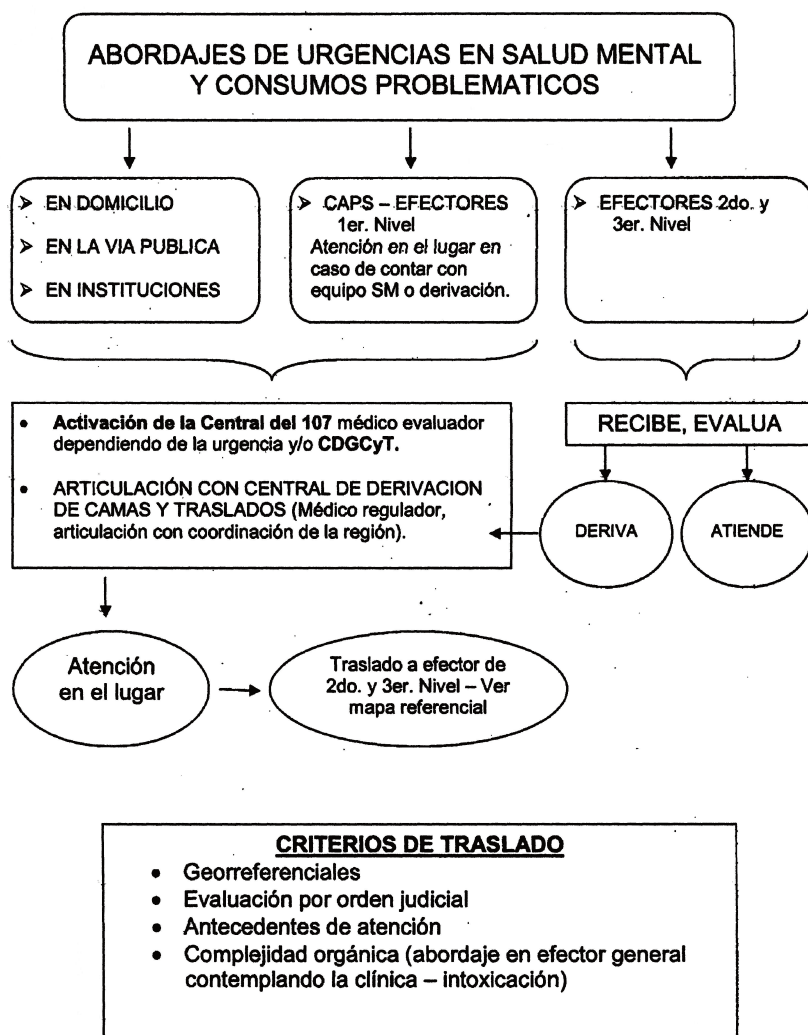 ABORDAJES DE URGENCIAS EN SALUD MENTAL
Y CONSUMOS PROBLEMATICOS
➢ EN DOMICILIO
➢ EN LA VIA PUBLICA
➢ EN INSTITUCIONES
➢ CAPS – EFECTORES
1er. Nivel
Atención en el lugar en
caso de contar con
equipo SM o derivación.
➢ EFECTORES 2do. y
3er. Nivel
• Activación de la Central del 107 médico evaluador
dependiendo de la urgencia y/o CDGCyT.
• ARTICULACIÓN CON CENTRAL DE DERIVACION
DE CAMAS Y TRASLADOS (Médico regulador,
articulación con coordinación de la región).
RECIBE, EVALUA
DERIVA
ATIENDE
Atención
en el lugar
Traslado a efector de
2do. y 3er. Nivel – Ver
mapa referencial
CRITERIOS DE TRASLADO
• Georreferenciales
• Evaluación por orden judicial
• Antecedentes de atención
• Complejidad orgánica (abordaje en efector general
contemplando la clínica – intoxicación)